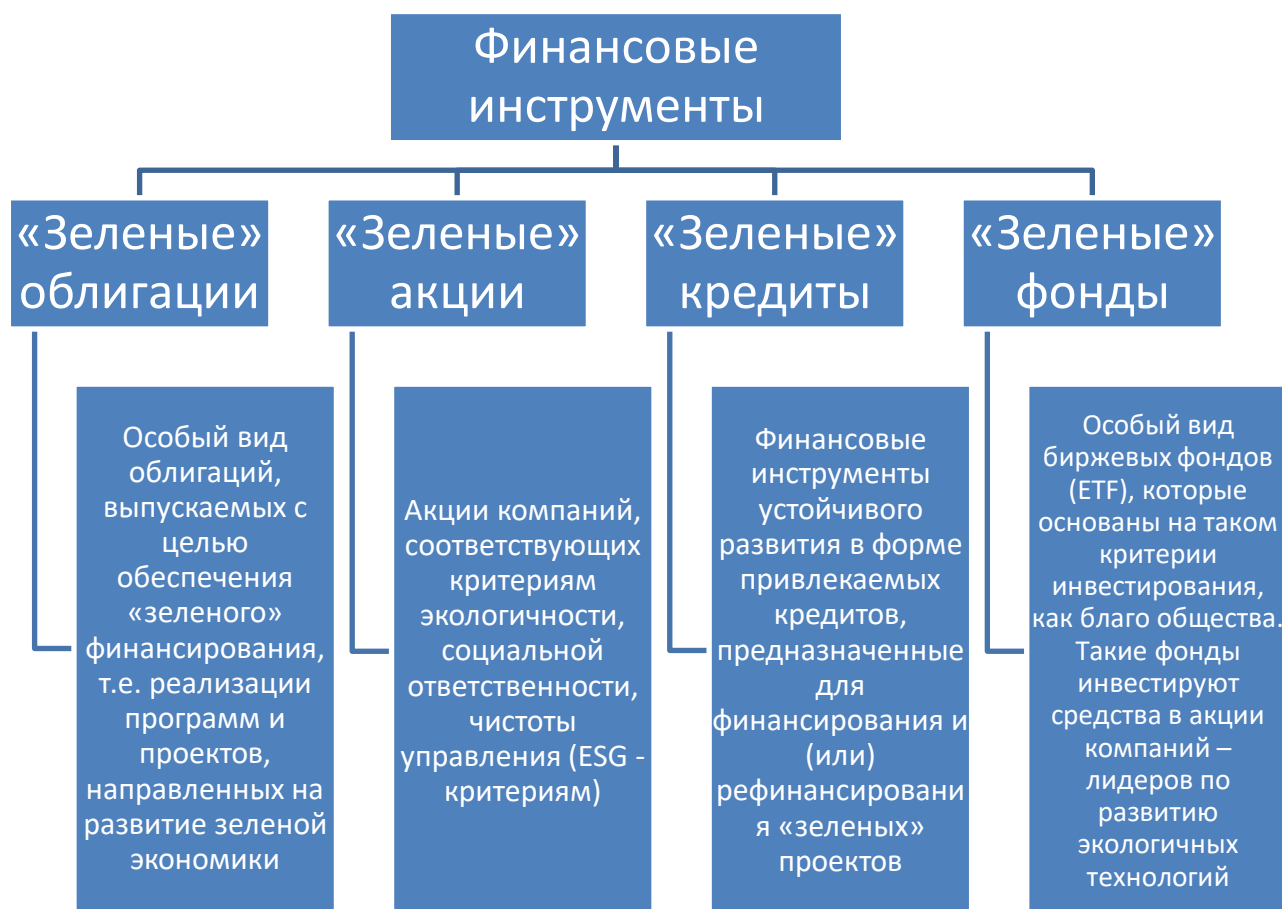 Финансовые
инструменты
«Зеленые»
облигации
«Зеленые»
акции
«Зеленые»
кредиты
«Зеленые»
фонды
Особый вид
облигаций,
выпускаемых с
целью
обеспечения
«зеленого»
финансирования,
т.е. реализации
программ и
проектов,
направленных на
развитие зеленой
экономики
Акции компаний,
соответствующих
критериям
экологичности,
социальной
ответственности,
чистоты
управления (ESG -
критериям)
Финансовые
инструменты
устойчивого
развития в форме
привлекаемых
кредитов,
предназначенные
для
финансирования и
(или)
рефинансировани
я «зеленых»
проектов
Особый вид
биржевых фондов
(ETF), которые
основаны на таком
критерии
инвестирования,
как благо общества.
Такие фонды
инвестируют
средства в акции
компаний –
лидеров по
развитию
экологичных
технологий